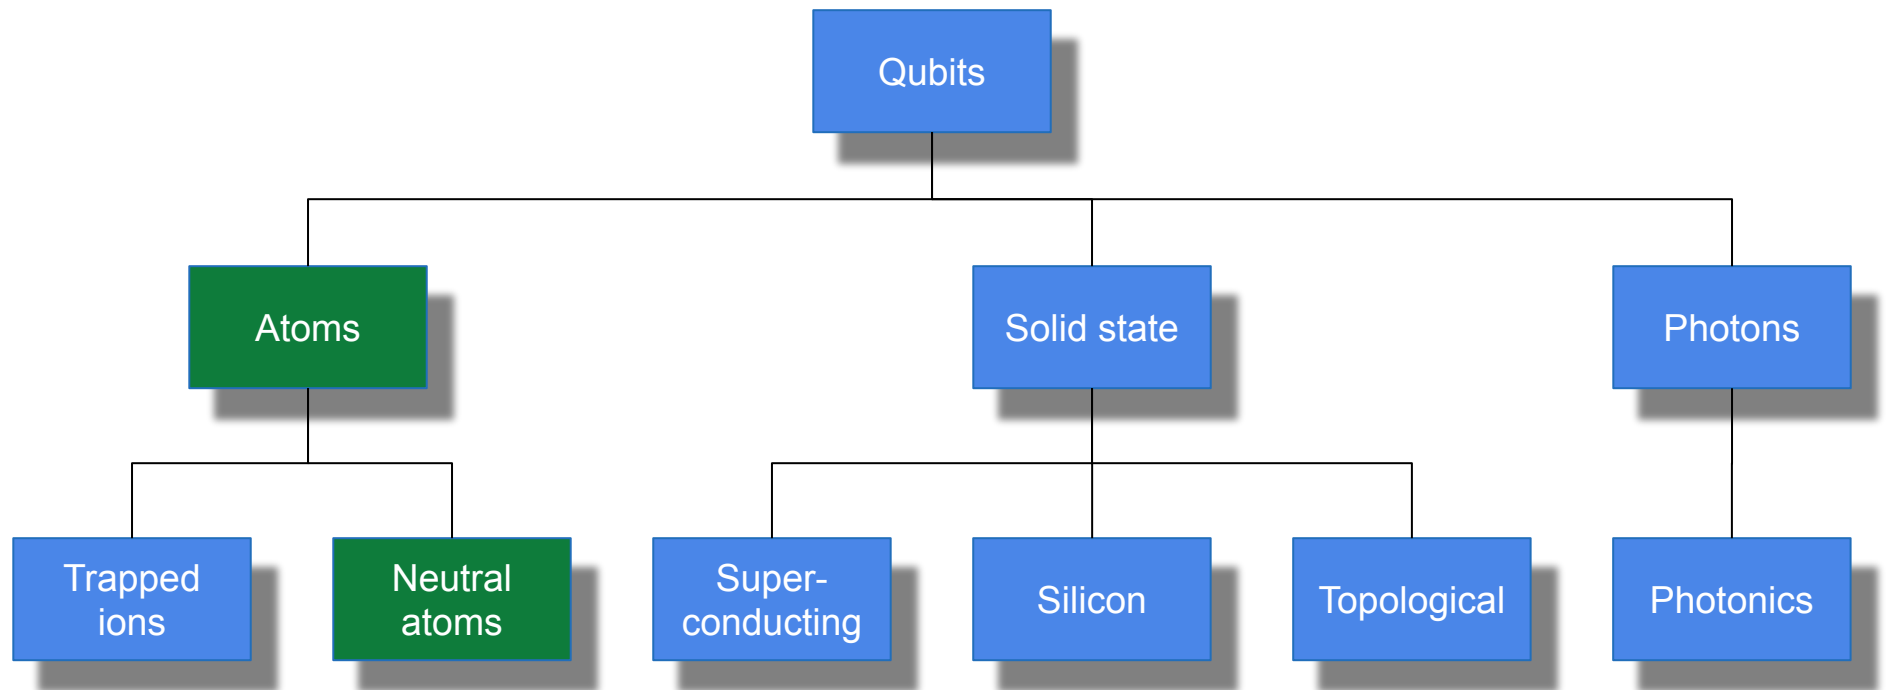 Qubits
Atoms
Solid state
Photons
Trapped
ions
Neutral
atoms
Super-
conducting
Silicon
Topological
Photonics